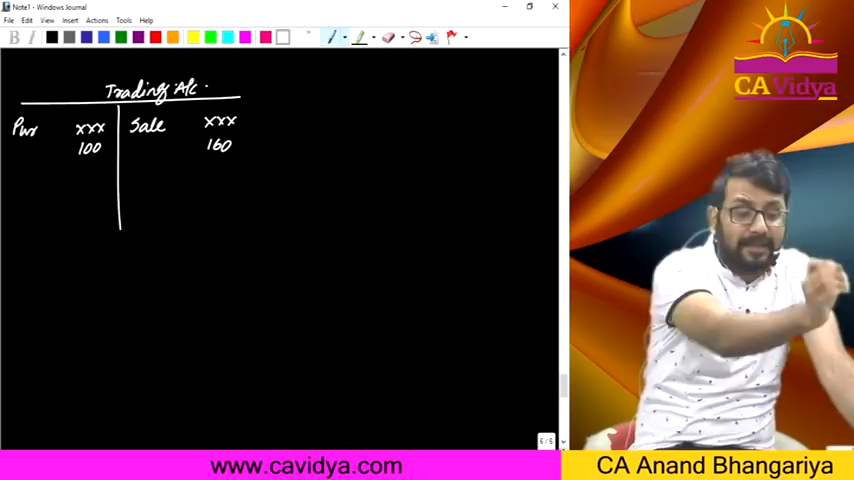 Note1 - Windows Journal
File Edit View Insert Actions Tools Help
B I
Trading A/c.
Pur xxx Sale xxx
100 160
6 / 6
CA Vidya
www.cavidya.com
CA Anand Bhangariya